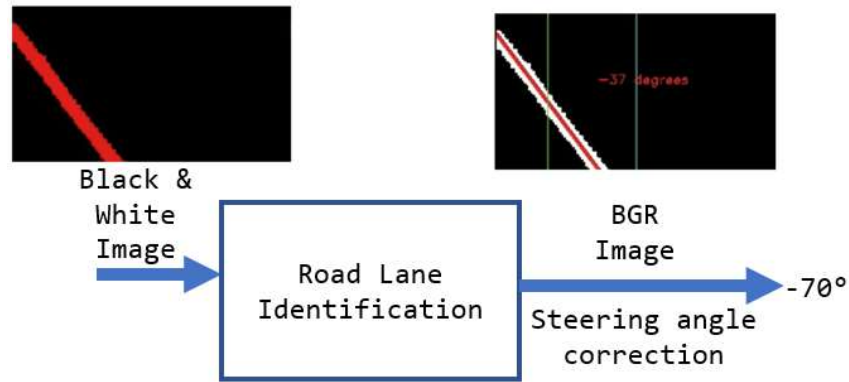 −37 degrees
Black &
White
Image
Road Lane
Identification
BGR
Image
Steering angle
correction
-70°